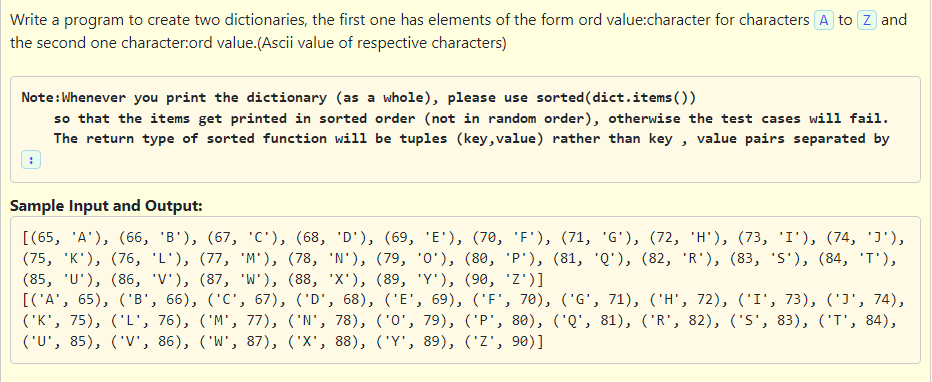 Write a program to create two dictionaries, the first one has elements of the form ord value:character for characters A to Z and
the second one character:ord value.(Ascii value of respective characters)
Note:Whenever you print the dictionary (as a whole), please use sorted(dict.items())
so that the items get printed in sorted order (not in random order), otherwise the test cases will fail.
The return type of sorted function will be tuples (key,value) rather than key , value pairs separated by
:
Sample Input and Output:
[(65, 'A'), (66, 'B'), (67, 'C'), (68, 'D'), (69, 'E'), (70, 'F'), (71, 'G'), (72, 'H'), (73, 'I'), (74, 'J'),
(75, 'K'), (76, 'L'), (77, 'M'), (78, 'N'), (79, 'O'), (80, 'P'), (81, 'Q'), (82, 'R'), (83, 'S'), (84, 'T'),
(85, 'U'), (86, 'V'), (87, 'W'), (88, 'X'), (89, 'Y'), (90, 'Z')]
[('A', 65), ('B', 66), ('C', 67), ('D', 68), ('E', 69), ('F', 70), ('G', 71), ('H', 72), ('I', 73), ('J', 74),
('K', 75), ('L', 76), ('M', 77), ('N', 78), ('O', 79), ('P', 80), ('Q', 81), ('R', 82), ('S', 83), ('T', 84),
('U', 85), ('V', 86), ('W', 87), ('X', 88), ('Y', 89), ('Z', 90)]